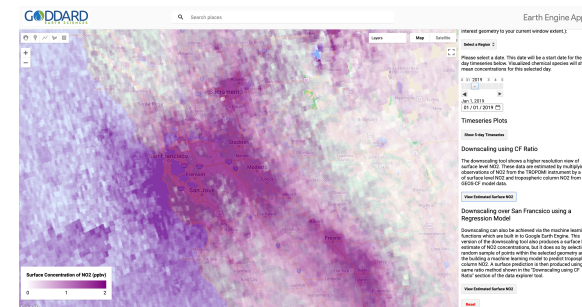 GODDARD
EARTH SCIENCES
Search places
Earth Engine App
Layers
Map
Satellite
interest geometry to your current window extent.):
Select a Region
Please select a date. This date will be a start date for the
day timeseries below. Visualized chemical species will sh
mean concentrations for this selected day.
2019
Jan 1, 2019
01 / 01 / 2019
Timeseries Plots
Show 5-day Timeseries
Downscaling using CF Ratio
The downscaling tool shows a higher resolution view of
surface level NO2. These data are estimated by multiplyin
observations of NO2 from the TROPOMI instrument by a
of surface level NO2 and tropospheric column NO2 from
GEOS-CF model data.
View Estimated Surface NO2
Downscaling over San Francsico using a
Regression Model
Downscaling can also be achieved via the machine learni
functions which are built in to Google Earth Engine. This
version of the downscaling tool also produces a surface l
estimate of NO2 concentrations, but it does so by selecti
random sample of points within the selected geometry a
the building a machine learning model to predict troposph
column NO2. A surface prediction is then produced using
same ratio method shown in the "Downscaling using CF
Ratio" section of the data explorer tool.
View Estimated Surface NO2
Reset
Sacramento
San Francisco
Fremont
San Jose
Stockton
Modesto
Fresno
Surface Concentration of NO2 (ppbv)
0 1 2